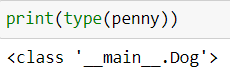 print(type(penny))
<class '__main__.Dog'>